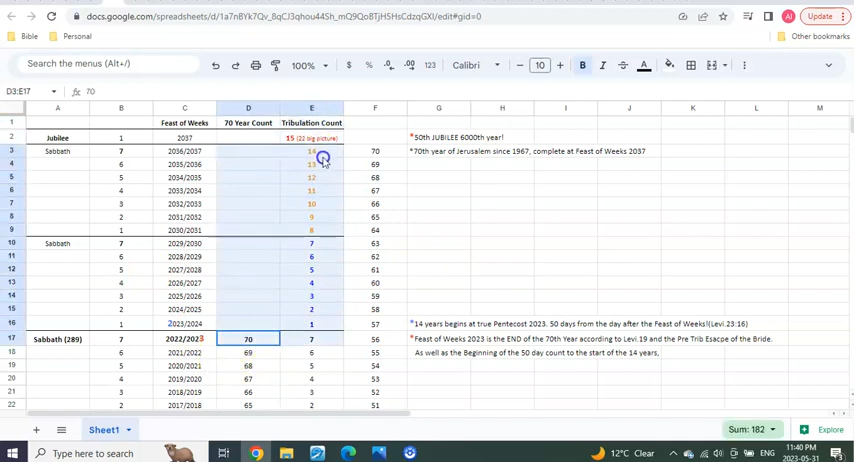 docs.google.com/spreadsheets/d/1a7nBYk7Qv_8qCJ3qhou44Sh_mQ9QoBTjH5HsCdmsgGXI/edit#gid=0
AI Update
Bible Personal Other bookmarks
Search the menus (Alt+/) 100% $ % .0 .00 123 Calibri 10 B I S A
D3:E17 fx 70
A B C D E F G H I J K L M
1 Feast of Weeks 70 Year Count Tribulation Count
2 Jubilee 1 2037 15 (22 big picture) *50th JUBILEE 6000th year!
3 Sabbath 7 2036/2037 14 70 *70th year of Jerusalem since 1967, complete at Feast of Weeks 2037
4 6 2035/2036 13 69
5 5 2034/2035 12 68
6 4 2033/2034 11 67
7 3 2032/2033 10 66
8 2 2031/2032 9 65
9 1 2030/2031 8 64
10 Sabbath 7 2029/2030 7 63
11 6 2028/2029 6 62
12 5 2027/2028 5 61
13 4 2026/2027 4 60
14 3 2025/2026 3 59
15 2 2024/2025 2 58
16 1 2023/2024 1 57 *14 years begins at true Pentecost 2023. 50 days from the day after the Feast of Weeks!(Levi.23:16)
17 Sabbath (289) 7 2022/2023 70 7 56 *Feast of Weeks 2023 is the END of the 70th Year according to Levi.19 and the Pre Trib Esacpe of the Bride.
18 6 2021/2022 69 6 55 As well as the Beginning of the 50 day count to the start of the 14 years,
19 5 2020/2021 68 5 54
20 4 2019/2020 67 4 53
21 3 2018/2019 66 3 52
22 2 2017/2018 65 2 51
Sheet1 Sum: 182 Explore
Type here to search 12°C Clear ENG 11:40 PM
2023-05-31